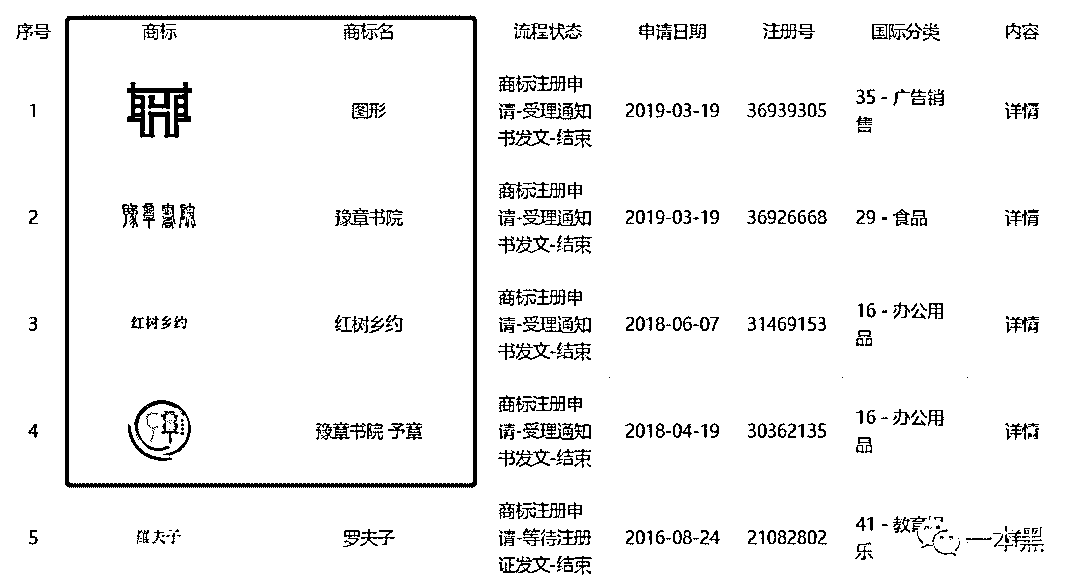 序号 商标 商标名 流程状态 申请日期 注册号 国际分类 内容
商标注册申
1 图形 请-受理通知 2019-03-19 36939305 35 - 广告销 详情
书发文-结束 售
商标注册申
2 豫章書院 豫章书院 请-受理通知 2019-03-19 36926668 29 - 食品 详情
书发文-结束
商标注册申
3 红树乡约 红树乡约 请-受理通知 2018-06-07 31469153 16 - 办公用 详情
书发文-结束 品
商标注册申
4 豫章书院 予章 请-受理通知 2018-04-19 30362135 16 - 办公用 详情
书发文-结束 品
商标注册申
5 羅夫子 罗夫子 请-等待注册 2016-08-24 21082802 41 - 教育 乐
证发文-结束
一本黑